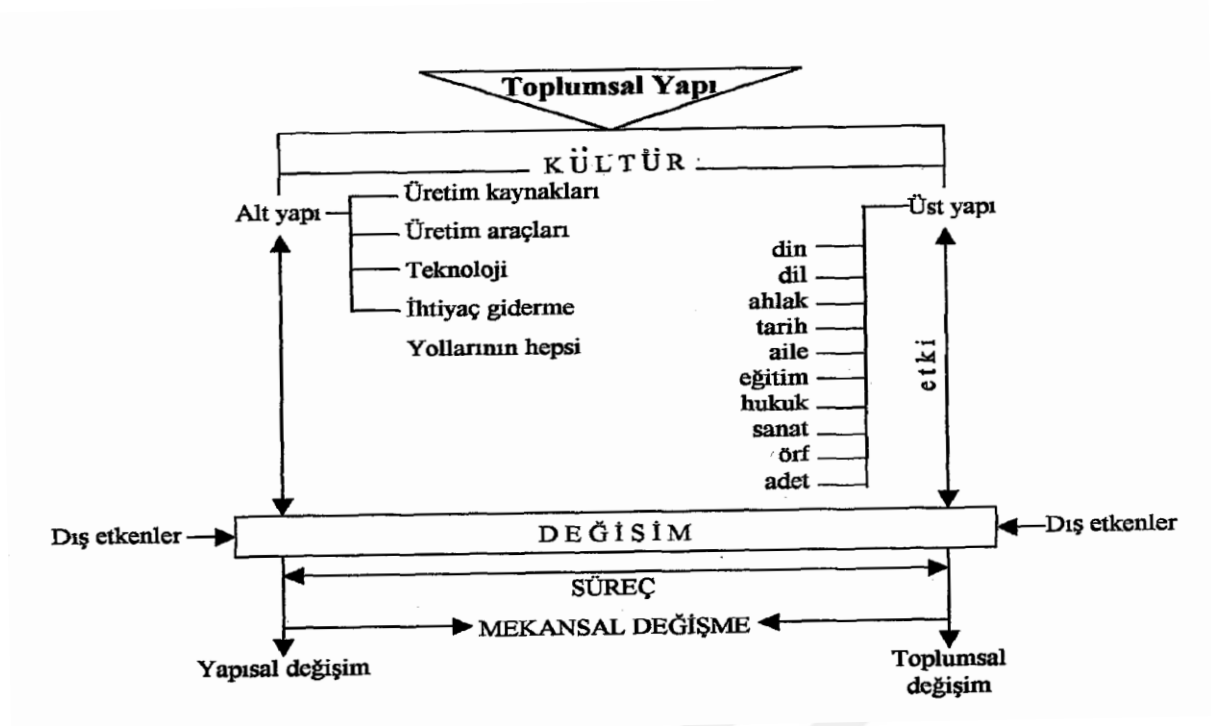 Toplumsal Yapı
KÜLTÜR
Alt yapı
Üretim kaynakları
Üretim araçları
Teknoloji
İhtiyaç giderme
Yollarının hepsi
Üst yapı
din
dil
ahlak
tarih
aile
eğitim
hukuk
sanat
örf
adet
etki
Dış etkenler
DEĞİŞİM
Dış etkenler
SÜREÇ
MEKANSAL DEĞİŞME
Yapısal değişim
Toplumsal
değişim